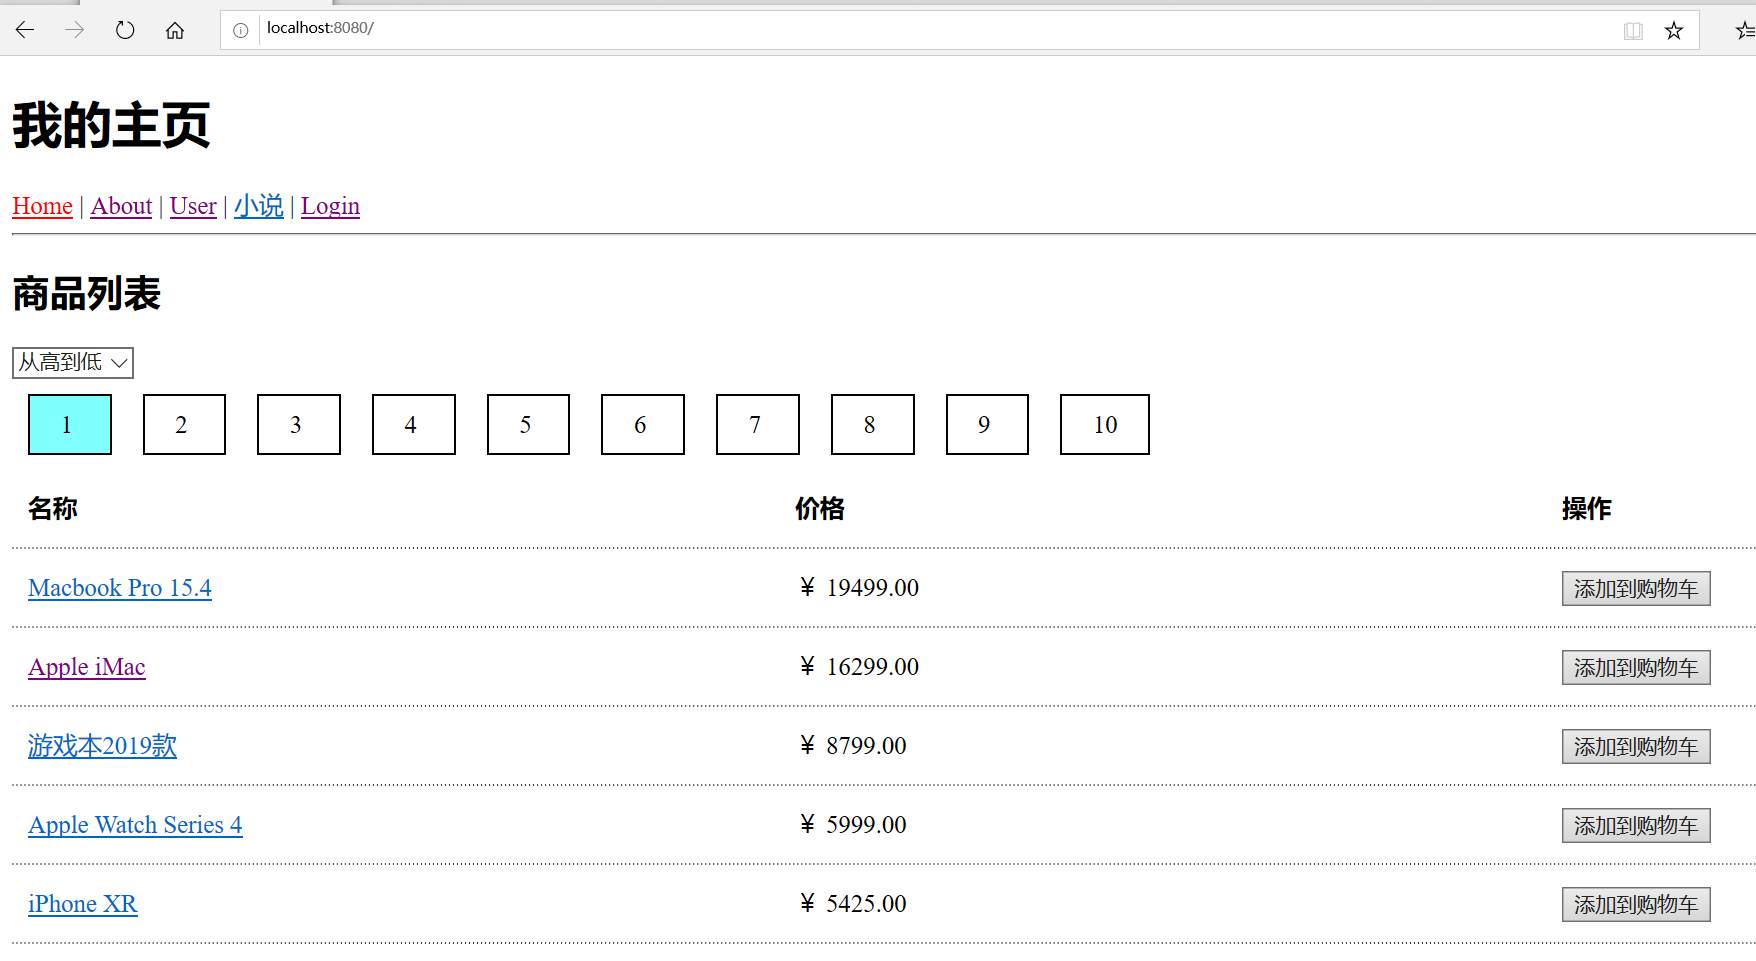 localhost:8080/
我的主页
Home | About | User | 小说 | Login
商品列表
从高到低
1 2 3 4 5 6 7 8 9 10
名称 价格 操作
Macbook Pro 15.4 ¥ 19499.00 添加到购物车
Apple iMac ¥ 16299.00 添加到购物车
游戏本2019款 ¥ 8799.00 添加到购物车
Apple Watch Series 4 ¥ 5999.00 添加到购物车
iPhone XR ¥ 5425.00 添加到购物车